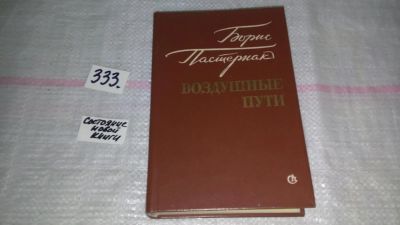 333.
Состояние
новой
книги
Борис
Пастернак
ВОЗДУШНЫЕ
ПУТИ